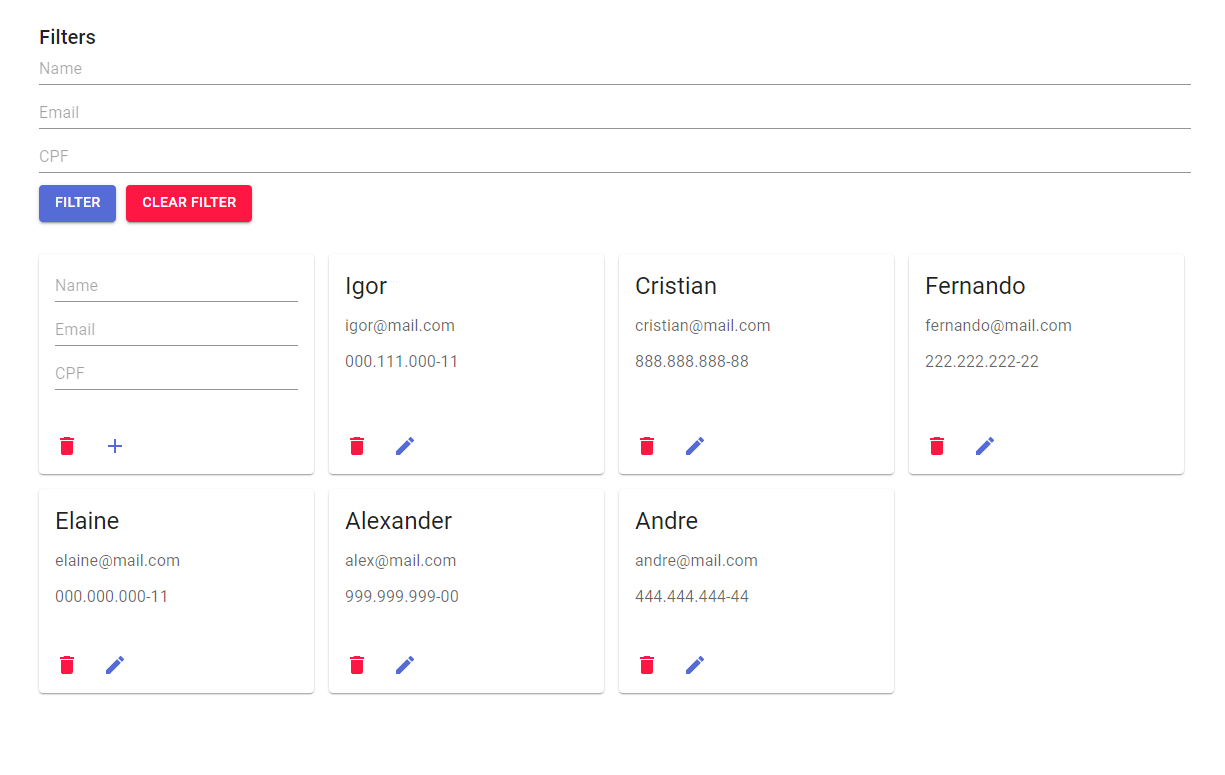 Filters
Name
Email
CPF
FILTER CLEAR FILTER
Name
Email
CPF
Igor
igor@mail.com
000.111.000-11
Cristian
cristian@mail.com
888.888.888-88
Fernando
fernando@mail.com
222.222.222-22
Elaine
elaine@mail.com
000.000.000-11
Alexander
alex@mail.com
999.999.999-00
Andre
andre@mail.com
444.444.444-44